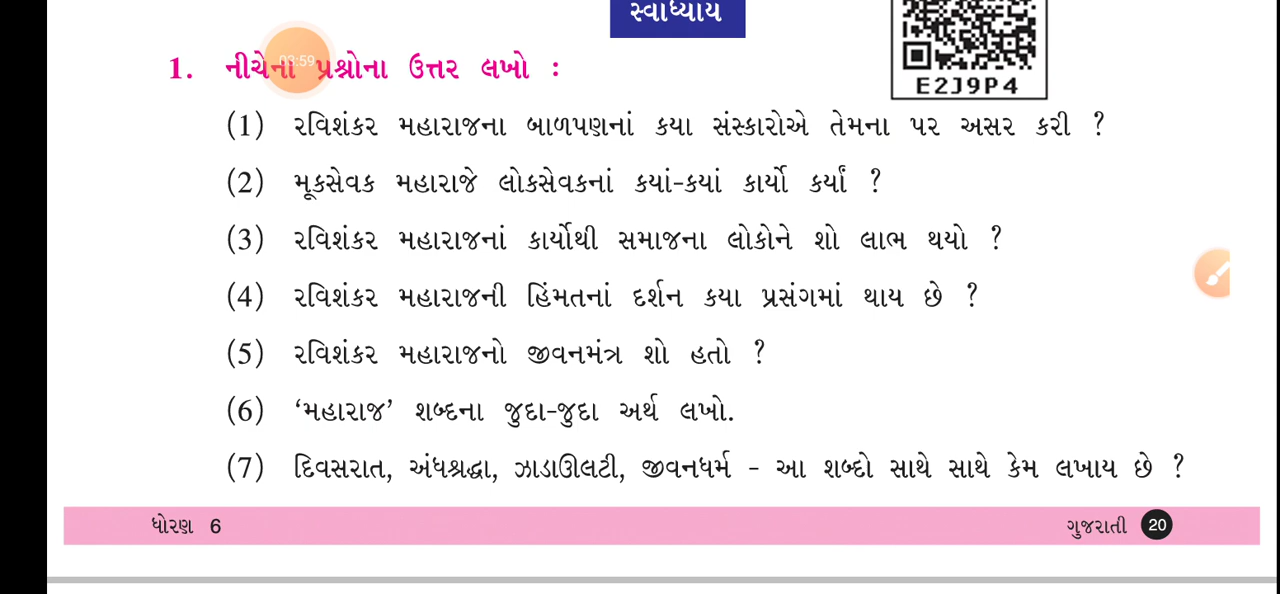 સ્વાધ્યાય
E2J9P4
1. નીચેના પ્રશ્નોના ઉત્તર લખો :
03:59
(1) રવિશંકર મહારાજના બાળપણનાં કયા સંસ્કારોએ તેમના પર અસર કરી ?
(2) મૂકસેવક મહારાજે લોકસેવકનાં કયાં-કયાં કાર્યો કર્યાં ?
(3) રવિશંકર મહારાજનાં કાર્યોથી સમાજના લોકોને શો લાભ થયો ?
(4) રવિશંકર મહારાજની હિંમતનાં દર્શન કયા પ્રસંગમાં થાય છે ?
(5) રવિશંકર મહારાજનો જીવનમંત્ર શો હતો ?
(6) ‘મહારાજ’ શબ્દના જુદા-જુદા અર્થ લખો.
(7) દિવસરાત, અંધશ્રદ્ધા, ઝાડાઊલટી, જીવનધર્મ – આ શબ્દો સાથે સાથે કેમ લખાય છે ?
ધોરણ 6 ગુજરાતી 20